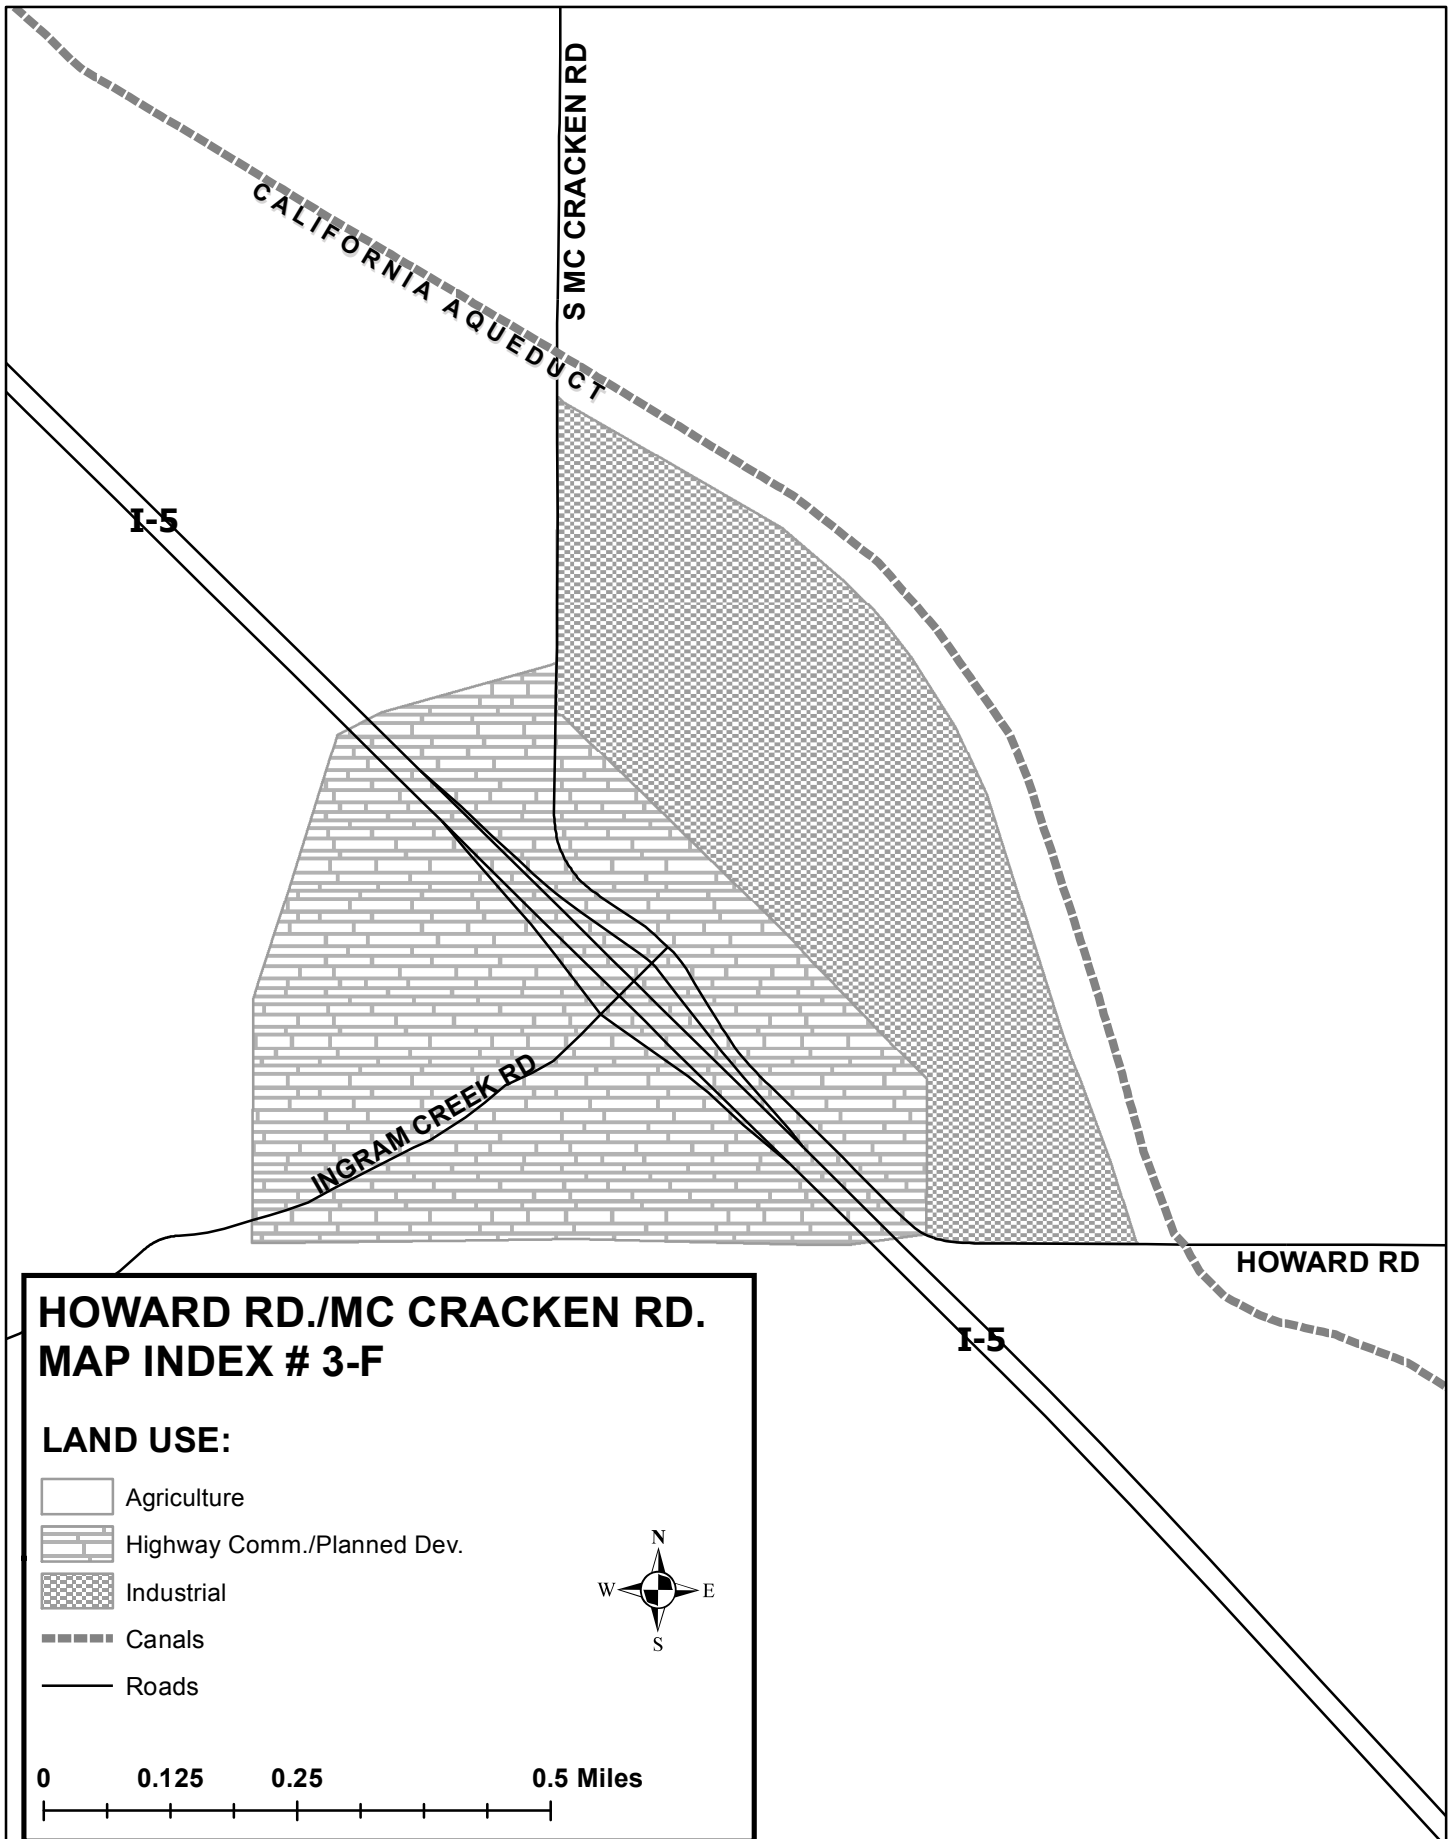 S MC CRACKEN RD
CALIFORNIA AQUEDUCT
I-5
INGRAM CREEK RD
HOWARD RD
I-5
HOWARD RD./MC CRACKEN RD.
MAP INDEX # 3-F
LAND USE:
Agriculture
Highway Comm./Planned Dev.
Industrial
Canals
Roads
N
W E
S
0 0.125 0.25 0.5 Miles